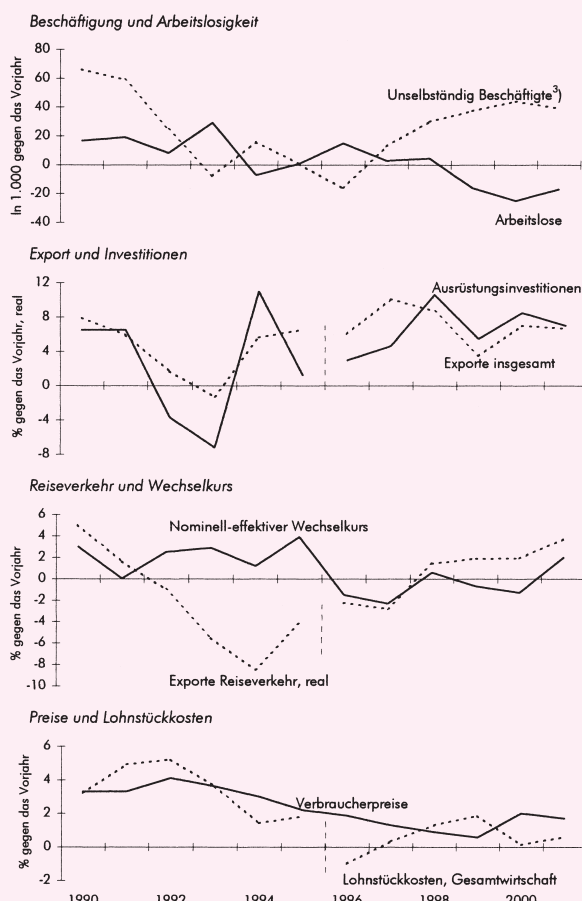 Beschäftigung und Arbeitslosigkeit
In 1.000 gegen das Vorjahr
80
60
40
20
0
-20
-40
Unselbständig Beschäftigte³)
Arbeitslose
Export und Investitionen
% gegen das Vorjahr, real
12
8
4
0
-4
-8
Ausrüstungsinvestitionen
Exporte insgesamt
Reiseverkehr und Wechselkurs
% gegen das Vorjahr
6
4
2
0
-2
-4
-6
-8
-10
Nominell-effektiver Wechselkurs
Exporte Reiseverkehr, real
Preise und Lohnstückkosten
% gegen das Vorjahr
6
4
2
0
-2
Verbraucherpreise
Lohnstückkosten, Gesamtwirtschaft
1990 1992 1994 1996 1998 2000